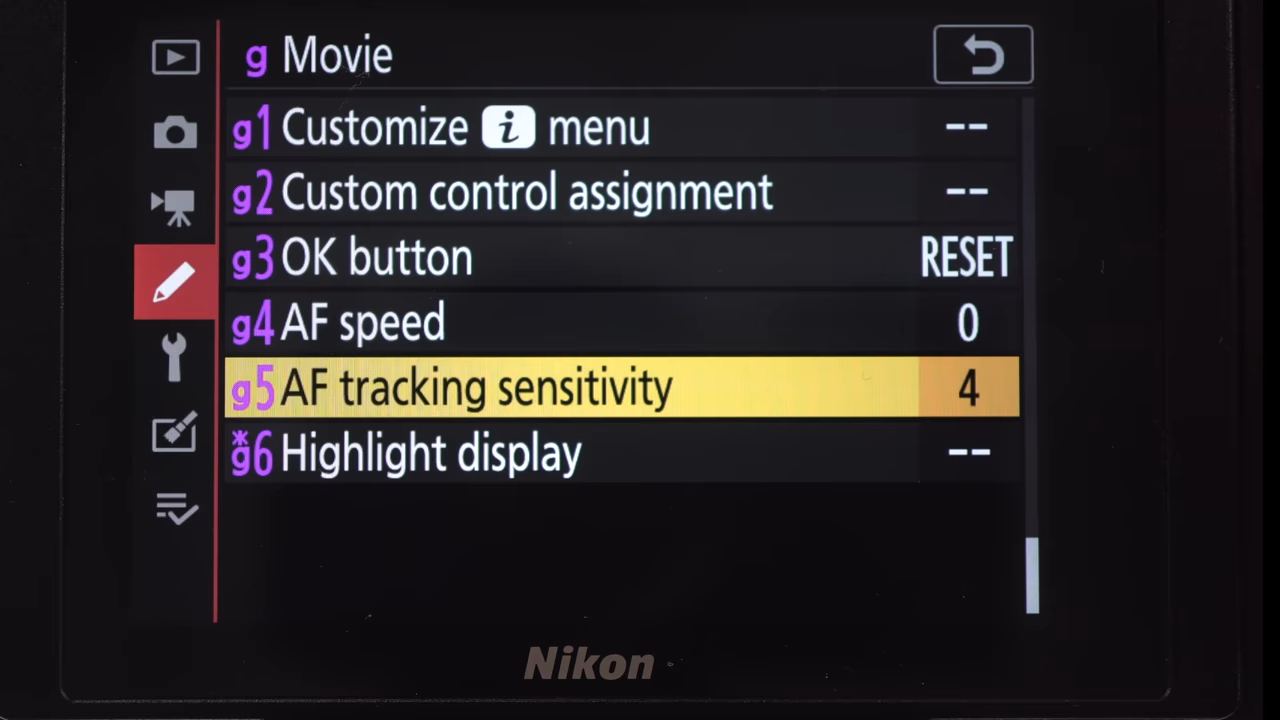 g Movie
g1 Customize i menu --
g2 Custom control assignment --
g3 OK button RESET
g4 AF speed 0
g5 AF tracking sensitivity 4
*g6 Highlight display --
Nikon